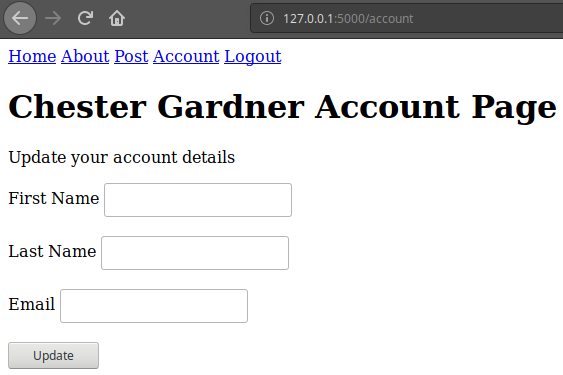 127.0.0.1:5000/account
Home About Post Account Logout
Chester Gardner Account Page
Update your account details
First Name
Last Name
Email
Update